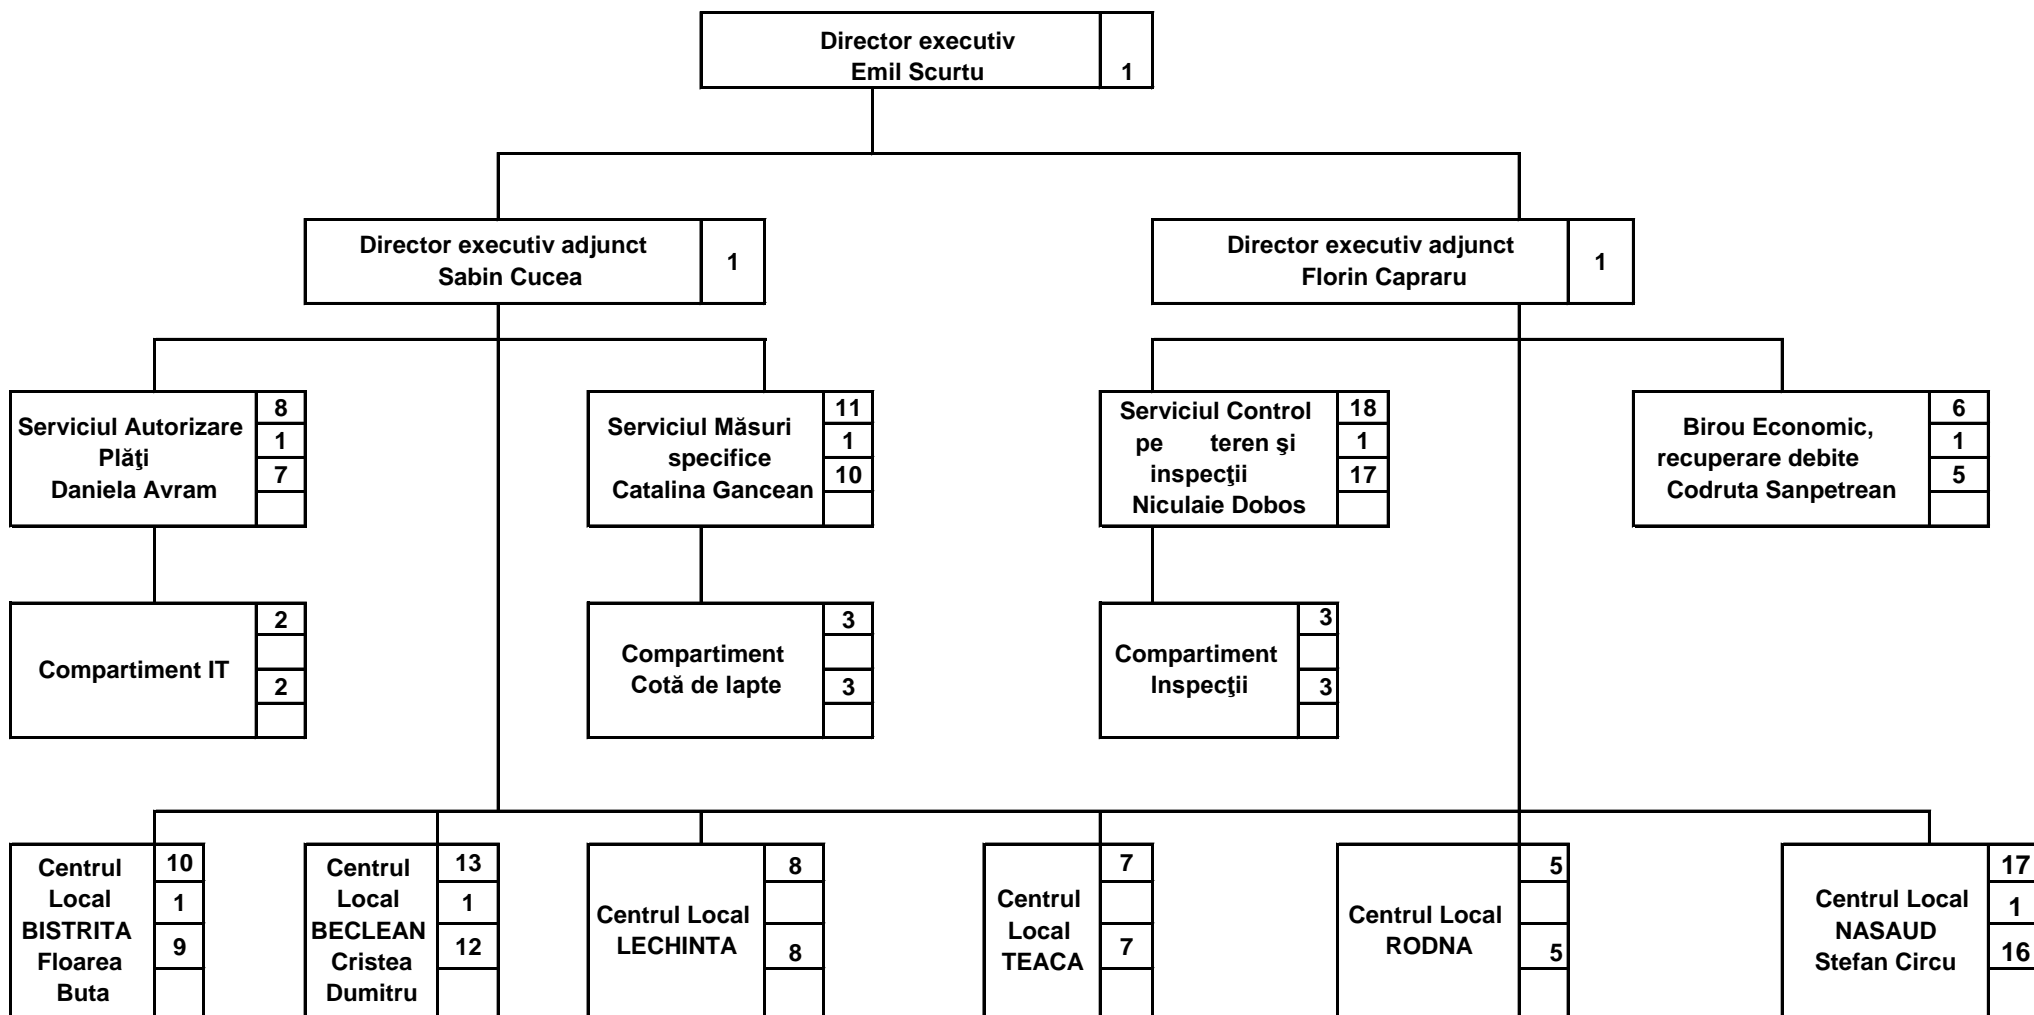 Director executiv
Emil Scurtu
1
Director executiv adjunct
Sabin Cucea
1
Director executiv adjunct
Florin Capraru
1
Serviciul Autorizare
Plăţi
Daniela Avram
8
1
7
Serviciul Măsuri
specifice
Catalina Gancean
11
1
10
Serviciul Control
pe teren şi
inspecţii
Niculaie Dobos
18
1
17
Birou Economic,
recuperare debite
Codruta Sanpetrean
6
1
5
Compartiment IT
2
2
Compartiment
Cotă de lapte
3
3
Compartiment
Inspecţii
3
3
Centrul
Local
BISTRITA
Floarea
Buta
10
1
9
Centrul
Local
BECLEAN
Cristea
Dumitru
13
1
12
Centrul Local
LECHINTA
8
8
Centrul
Local
TEACA
7
7
Centrul Local
RODNA
5
5
Centrul Local
NASAUD
Stefan Circu
17
1
16